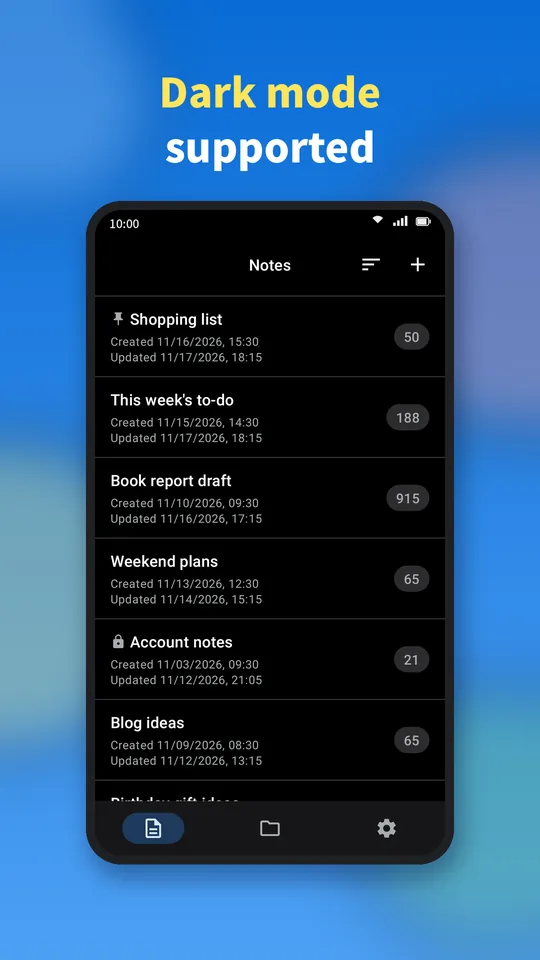 Dark mode
supported
10:00
Notes
Shopping list
Created 11/16/2026, 15:30
Updated 11/17/2026, 18:15
50
This week's to-do
Created 11/15/2026, 14:30
Updated 11/17/2026, 18:15
188
Book report draft
Created 11/10/2026, 09:30
Updated 11/16/2026, 17:15
915
Weekend plans
Created 11/13/2026, 12:30
Updated 11/14/2026, 15:15
65
Account notes
Created 11/03/2026, 09:30
Updated 11/12/2026, 21:05
21
Blog ideas
Created 11/09/2026, 08:30
Updated 11/12/2026, 13:15
65
Birthday gift ideas